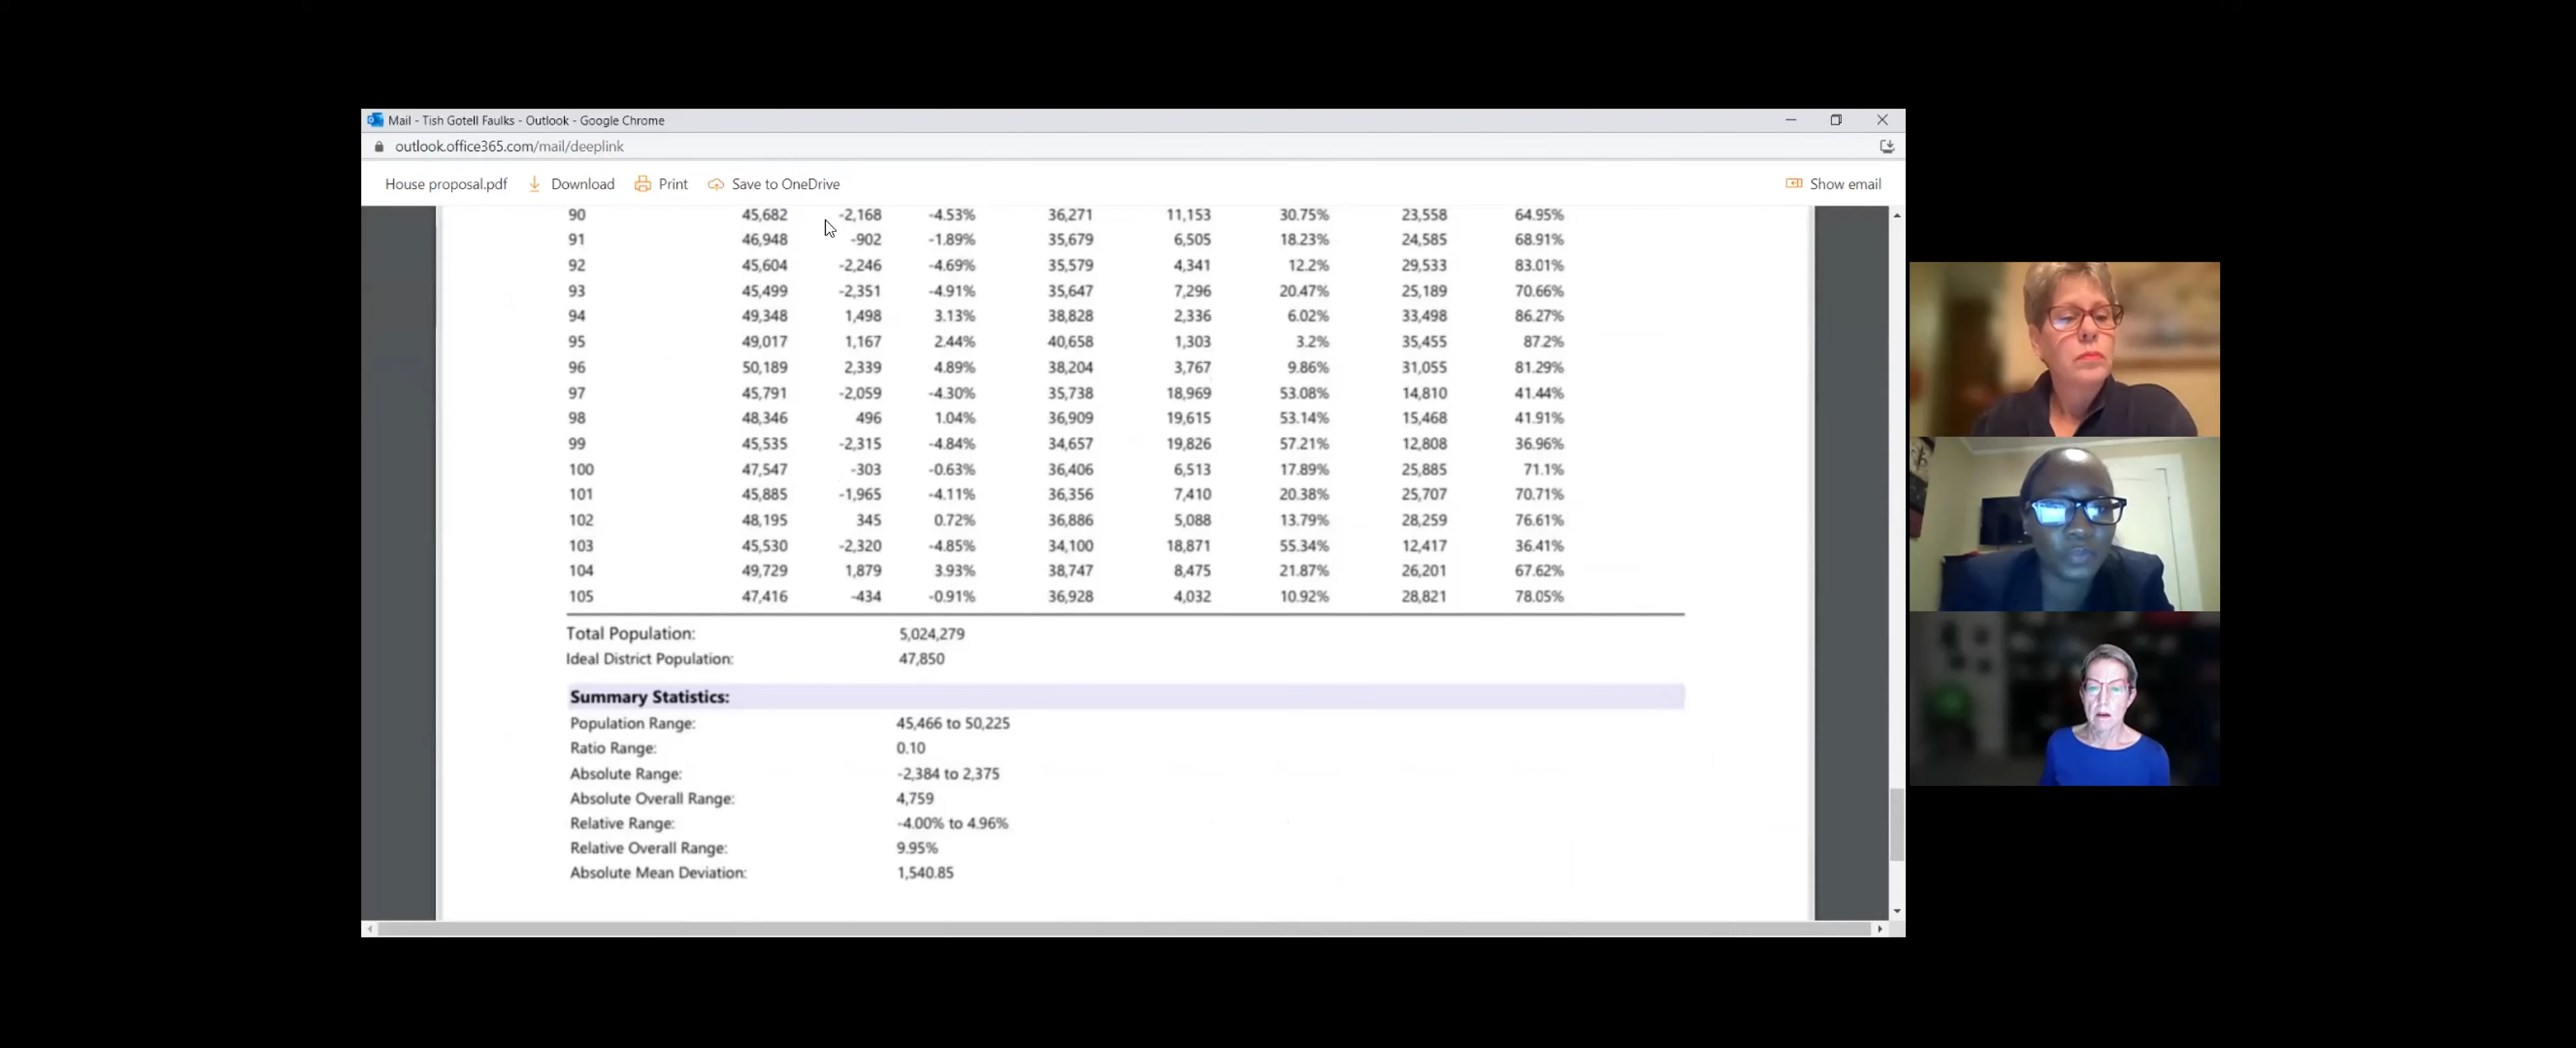 Mail - Tish Gotell Faulks - Outlook - Google Chrome
outlook.office365.com/mail/deeplink
House proposal.pdf Download Print Save to OneDrive Show email
90 45,682 -2,168 -4.53% 36,271 11,153 30.75% 23,558 64.95%
91 46,948 -902 -1.89% 35,679 6,505 18.23% 24,585 68.91%
92 45,604 -2,246 -4.69% 35,579 4,341 12.2% 29,533 83.01%
93 45,499 -2,351 -4.91% 35,647 7,296 20.47% 25,189 70.66%
94 49,348 1,498 3.13% 38,828 2,336 6.02% 33,498 86.27%
95 49,017 1,167 2.44% 40,658 1,303 3.2% 35,455 87.2%
96 50,189 2,339 4.89% 38,204 3,767 9.86% 31,055 81.29%
97 45,791 -2,059 -4.30% 35,738 18,969 53.08% 14,810 41.44%
98 48,346 496 1.04% 36,909 19,615 53.14% 15,468 41.91%
99 45,535 -2,315 -4.84% 34,657 19,826 57.21% 12,808 36.96%
100 47,547 -303 -0.63% 36,406 6,513 17.89% 25,885 71.1%
101 45,885 -1,965 -4.11% 36,356 7,410 20.38% 25,707 70.71%
102 48,195 345 0.72% 36,886 5,088 13.79% 28,259 76.61%
103 45,530 -2,320 -4.85% 34,100 18,871 55.34% 12,417 36.41%
104 49,729 1,879 3.93% 38,747 8,475 21.87% 26,201 67.62%
105 47,416 -434 -0.91% 36,928 4,032 10.92% 28,821 78.05%
Total Population: 5,024,279
Ideal District Population: 47,850
Summary Statistics:
Population Range: 45,466 to 50,225
Ratio Range: 0.10
Absolute Range: -2,384 to 2,375
Absolute Overall Range: 4,759
Relative Range: -4.00% to 4.96%
Relative Overall Range: 9.95%
Absolute Mean Deviation: 1,540.85